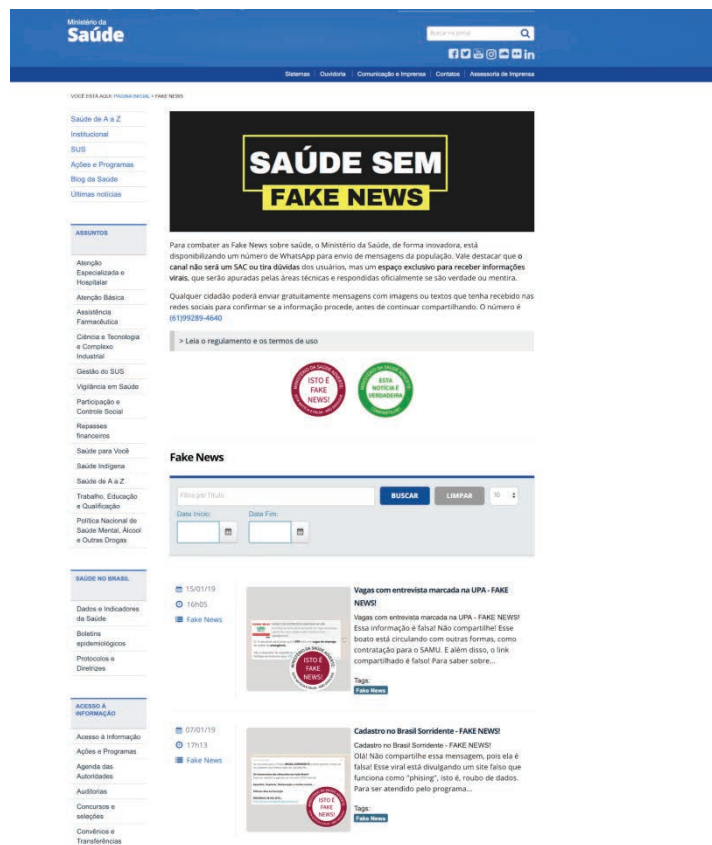 Ministério da
Saúde
Buscar no portal
Sistemas
Ouvidoria
Comunicação e Imprensa
Contatos
Assessoria de Imprensa
VOCÊ ESTÁ AQUI: PÁGINA INICIAL > FAKE NEWS
Saúde de A a Z
Institucional
SUS
Ações e Programas
Blog da Saúde
Últimas notícias
ASSUNTOS
Atenção
Especializada e
Hospitalar
Atenção Básica
Assistência
Farmacêutica
Ciência e Tecnologia
e Complexo
Industrial
Gestão do SUS
Vigilância em Saúde
Participação e
Controle Social
Repasses
financeiros
Saúde para Você
Saúde Indígena
Saúde de A a Z
Trabalho, Educação
e Qualificação
Política Nacional de
Saúde Mental, Álcool
e Outras Drogas
SAÚDE NO BRASIL
Dados e Indicadores
da Saúde
Boletins
epidemiológicos
Protocolos e
Diretrizes
ACESSO À
INFORMAÇÃO
Acesso à Informação
Ações e Programas
Agenda das
Autoridades
Auditorias
Concursos e
seleções
Convênios e
Transferências
SAÚDE SEM
FAKE NEWS
Para combater as Fake News sobre saúde, o Ministério da Saúde, de forma inovadora, está
disponibilizando um número de WhatsApp para envio de mensagens da população. Vale destacar que o
canal não será um SAC ou tira dúvidas dos usuários, mas um espaço exclusivo para receber informações
virais, que serão apuradas pelas áreas técnicas e respondidas oficialmente se são verdade ou mentira.
Qualquer cidadão poderá enviar gratuitamente mensagens com imagens ou textos que tenha recebido nas
redes sociais para confirmar se a informação procede, antes de continuar compartilhando. O número é
(61)99289-4640
> Leia o regulamento e os termos de uso
ISTO É
FAKE
NEWS!
ESTA
NOTÍCIA É
VERDADEIRA
Fake News
Filtro por Título
BUSCAR
LIMPAR
10
Data Início:
Data Fim:
15/01/19
16h05
Fake News
ISTO É
FAKE
NEWS!
Vagas com entrevista marcada na UPA - FAKE
NEWS!
Vagas com entrevista marcada na UPA - FAKE NEWS!
Essa informação é falsa! Não compartilhe! Esse
boato está circulando com outras formas, como
contratação para o SAMU. E além disso, o link
compartilhado é falso! Para saber sobre...
Tags:
Fake News
07/01/19
17h13
Fake News
ISTO É
FAKE
NEWS!
Cadastro no Brasil Sorridente - FAKE NEWS!
Cadastro no Brasil Sorridente - FAKE NEWS!
Olá! Não compartilhe essa mensagem, pois ela é
falsa! Esse viral está divulgando um site falso que
funciona como "phising", isto é, roubo de dados.
Para ser atendido pelo programa...
Tags:
Fake News